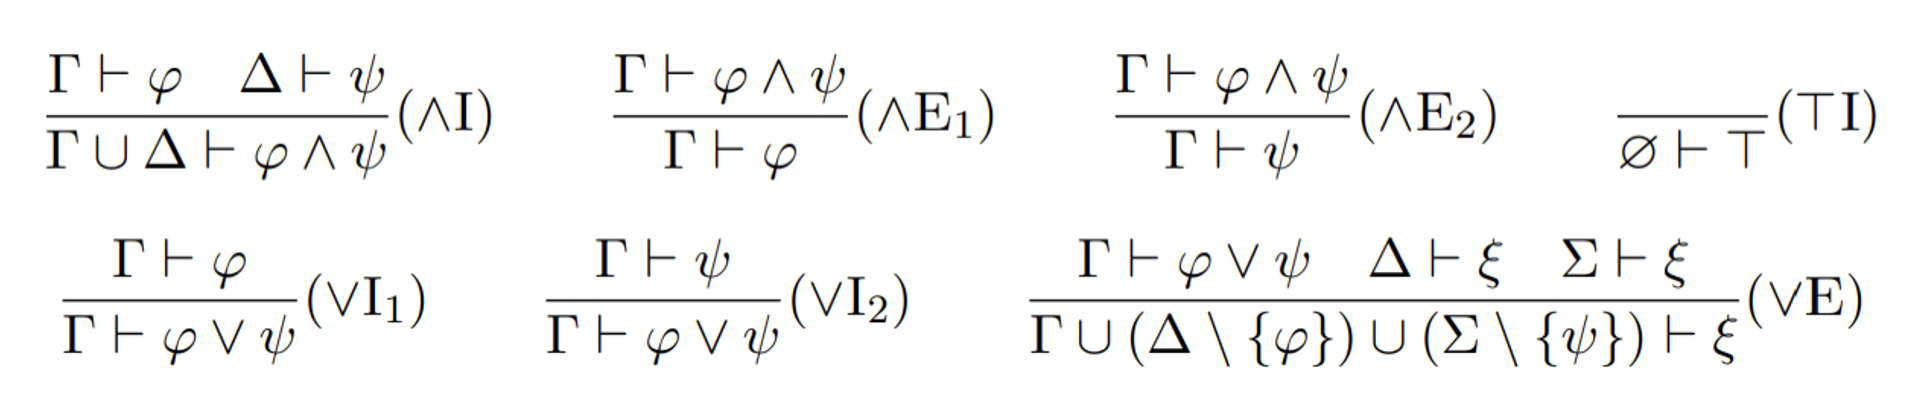 Γ ⊢ φ Δ ⊢ ψ Γ ⊢ φ ∧ ψ Γ ⊢ φ ∧ ψ
(∧I) (∧E₁) (∧E₂) (⊤I)
Γ ∪ Δ ⊢ φ ∧ ψ Γ ⊢ φ Γ ⊢ ψ ∅ ⊢ ⊤
Γ ⊢ φ Γ ⊢ ψ Γ ⊢ φ ∨ ψ Δ ⊢ ξ Σ ⊢ ξ
(∨I₁) (∨I₂) (∨E)
Γ ⊢ φ ∨ ψ Γ ⊢ φ ∨ ψ Γ ∪ (Δ \ {φ}) ∪ (Σ \ {ψ}) ⊢ ξ